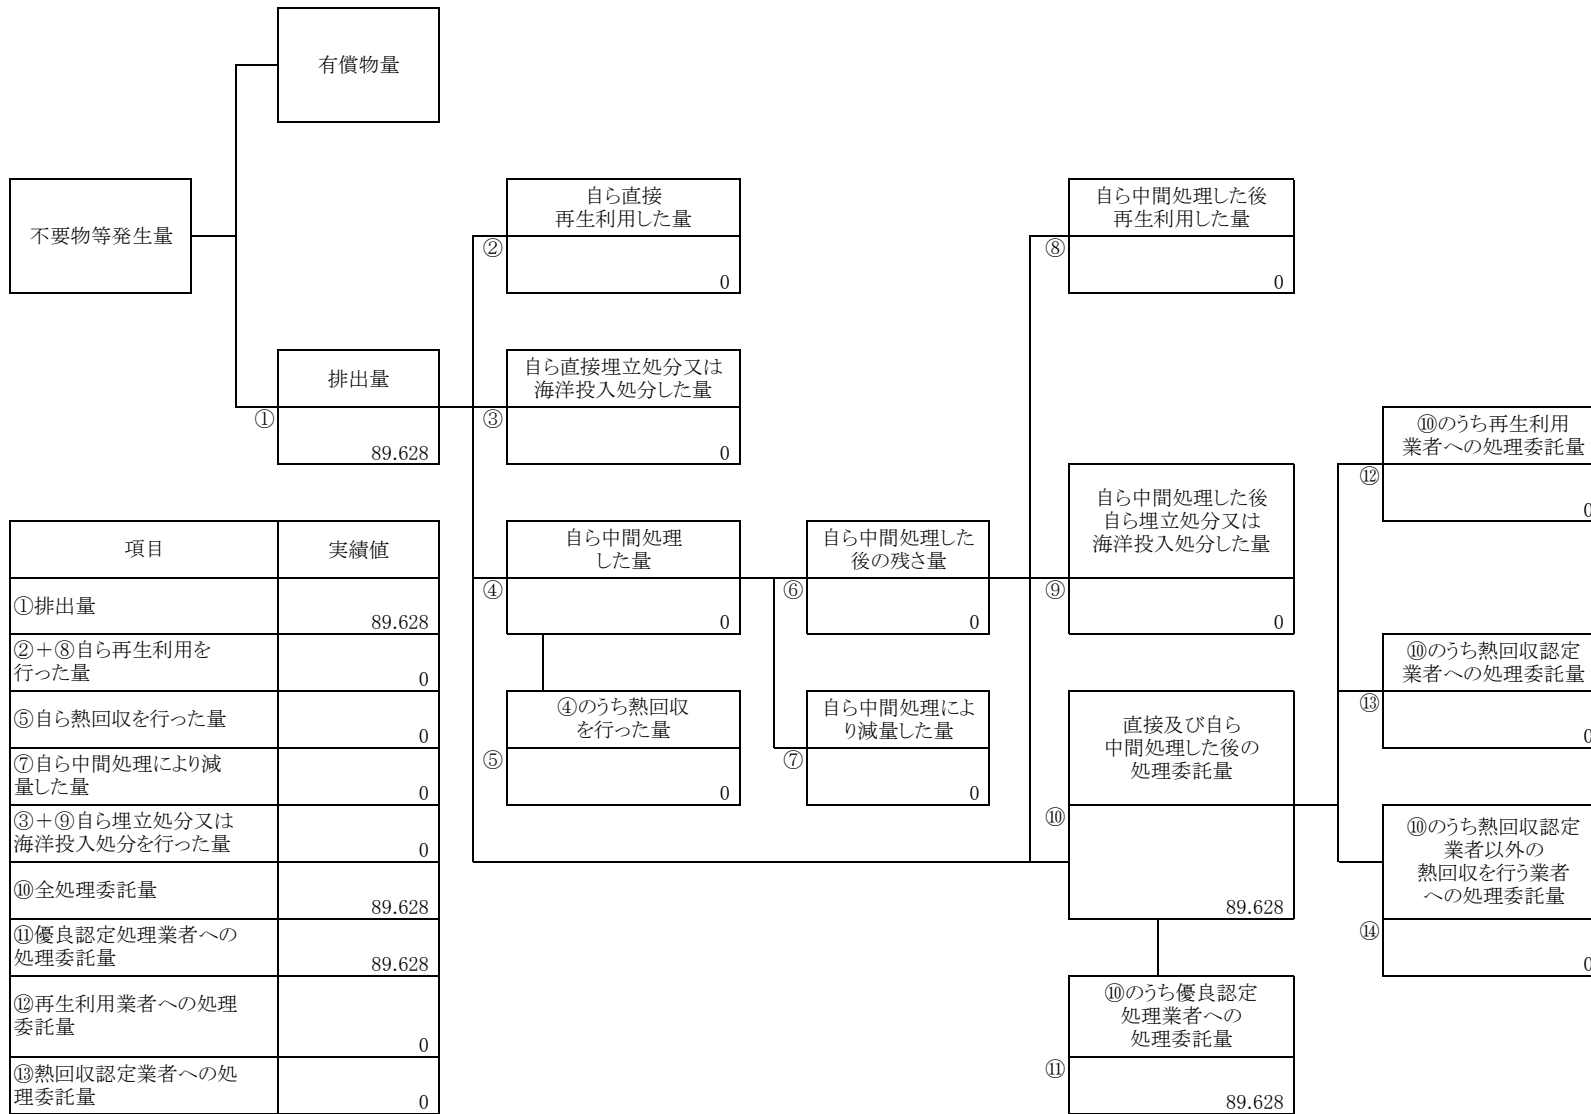 有償物量
不要物等発生量
自ら直接
再生利用した量
②
0
自ら中間処理した後
再生利用した量
⑧
0
排出量
①
89.628
自ら直接埋立処分又は
海洋投入処分した量
③
0
⑩のうち再生利用
業者への処理委託量
⑫
0
自ら中間処理
した量
④
0
自ら中間処理した
後の残さ量
⑥
0
自ら中間処理した後
自ら埋立処分又は
海洋投入処分した量
⑨
0
④のうち熱回収
を行った量
⑤
0
自ら中間処理によ
り減量した量
⑦
0
直接及び自ら
中間処理した後の
処理委託量
⑩
89.628
⑩のうち熱回収認定
業者への処理委託量
⑬
0
⑩のうち熱回収認定
業者以外の
熱回収を行う業者
への処理委託量
⑭
0
⑩のうち優良認定
処理業者への
処理委託量
⑪
89.628
項目 実績値
①排出量 89.628
②+⑧自ら再生利用を
行った量 0
⑤自ら熱回収を行った量 0
⑦自ら中間処理により減
量した量 0
③+⑨自ら埋立処分又は
海洋投入処分を行った量 0
⑩全処理委託量 89.628
⑪優良認定処理業者への
処理委託量 89.628
⑫再生利用業者への処理
委託量 0
⑬熱回収認定業者への処
理委託量 0